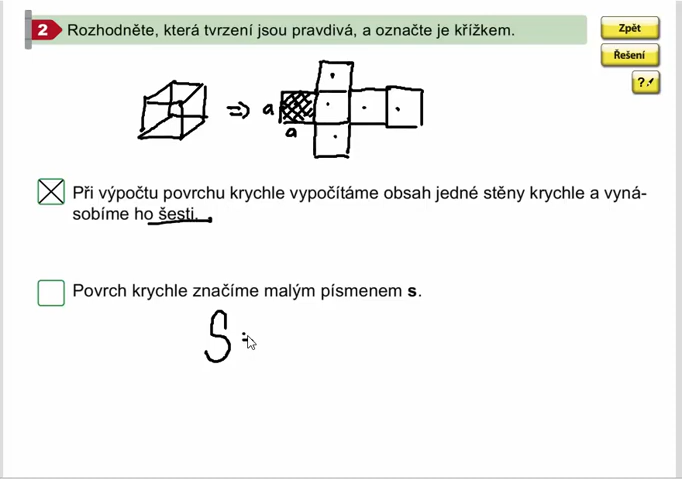 2 Rozhodněte, která tvrzení jsou pravdivá, a označte je křížkem.
Zpět
Řešení
?
a
a
Při výpočtu povrchu krychle vypočítáme obsah jedné stěny krychle a vyná-
sobíme ho šesti.
Povrch krychle značíme malým písmenem s.
S =